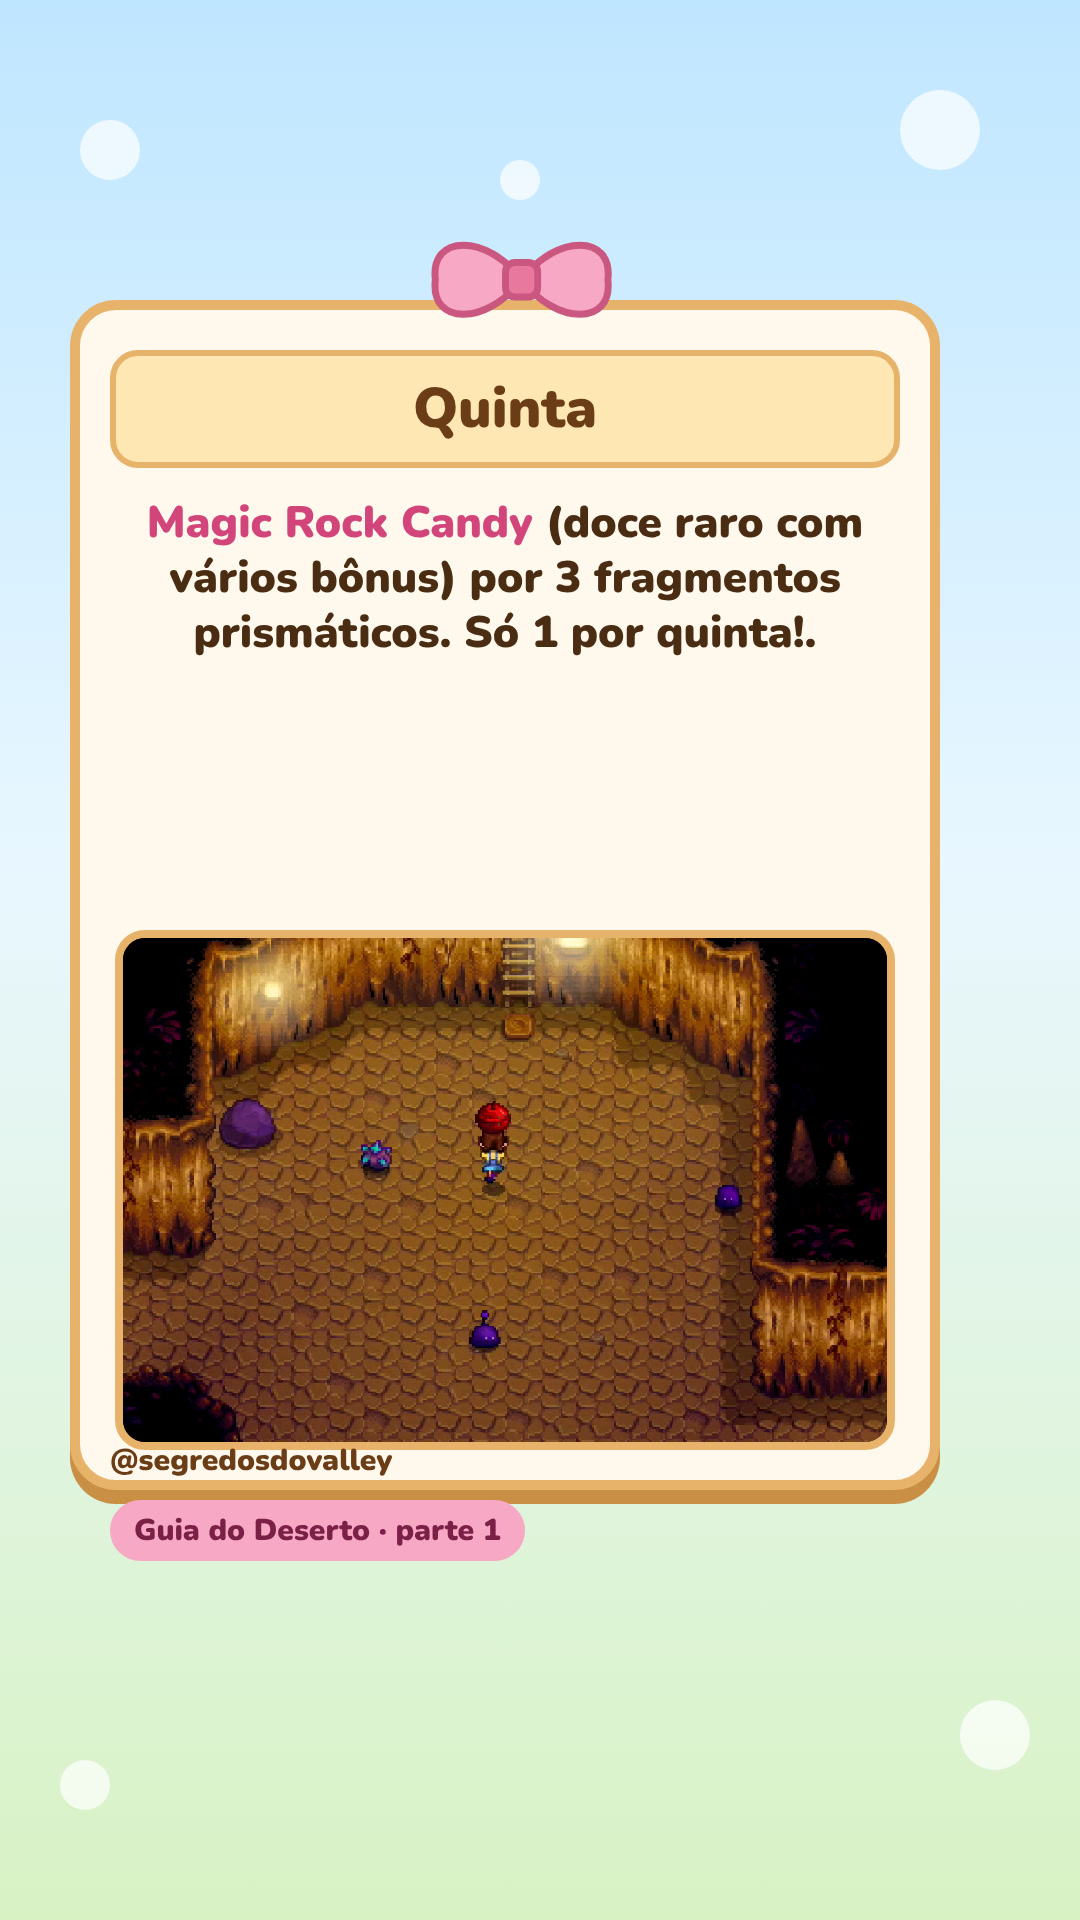 Quinta
Magic Rock Candy (doce raro com
vários bônus) por 3 fragmentos
prismáticos. Só 1 por quinta!.
@segredosdovalley
Guia do Deserto · parte 1